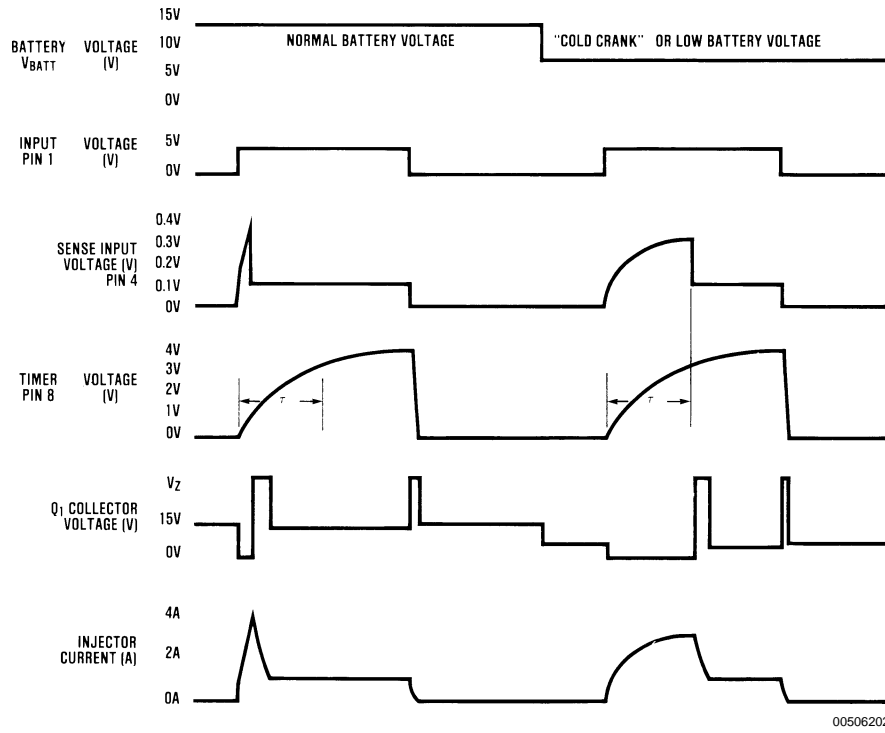 15V
10V
5V
0V
BATTERY VOLTAGE
VBATT (V)
NORMAL BATTERY VOLTAGE
"COLD CRANK" OR LOW BATTERY VOLTAGE
INPUT VOLTAGE
PIN 1 (V)
5V
0V
SENSE INPUT
VOLTAGE (V)
PIN 4
0.4V
0.3V
0.2V
0.1V
0V
TIMER VOLTAGE
PIN 8 (V)
4V
3V
2V
1V
0V
τ
τ
Q1 COLLECTOR
VOLTAGE (V)
VZ
15V
0V
INJECTOR
CURRENT (A)
4A
2A
0A
00506202